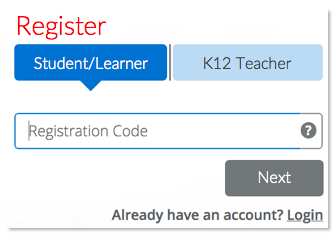 Register
Student/Learner
K12 Teacher
Registration Code
?
Next
Already have an account? Login